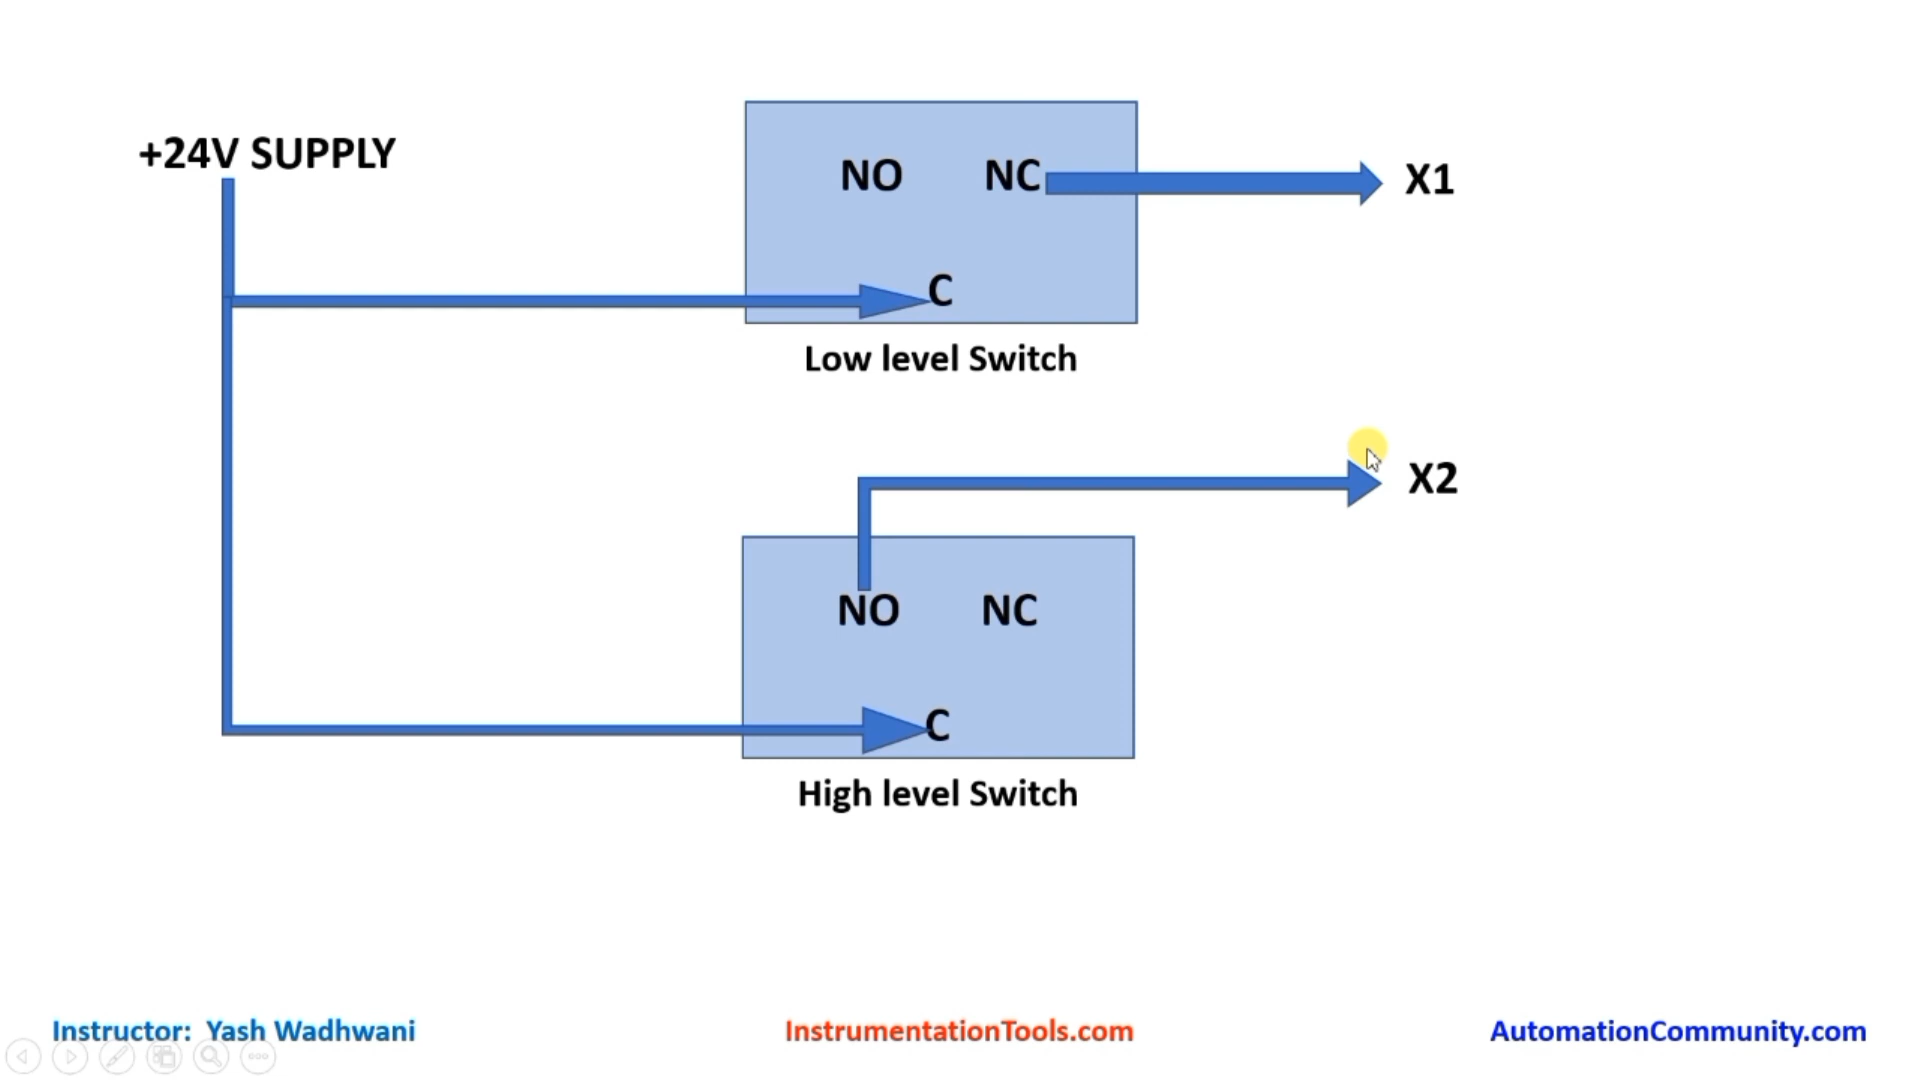 +24V SUPPLY
NO NC
X1
C
Low level Switch
X2
NO NC
C
High level Switch
Instructor: Yash Wadhwani
InstrumentationTools.com
AutomationCommunity.com